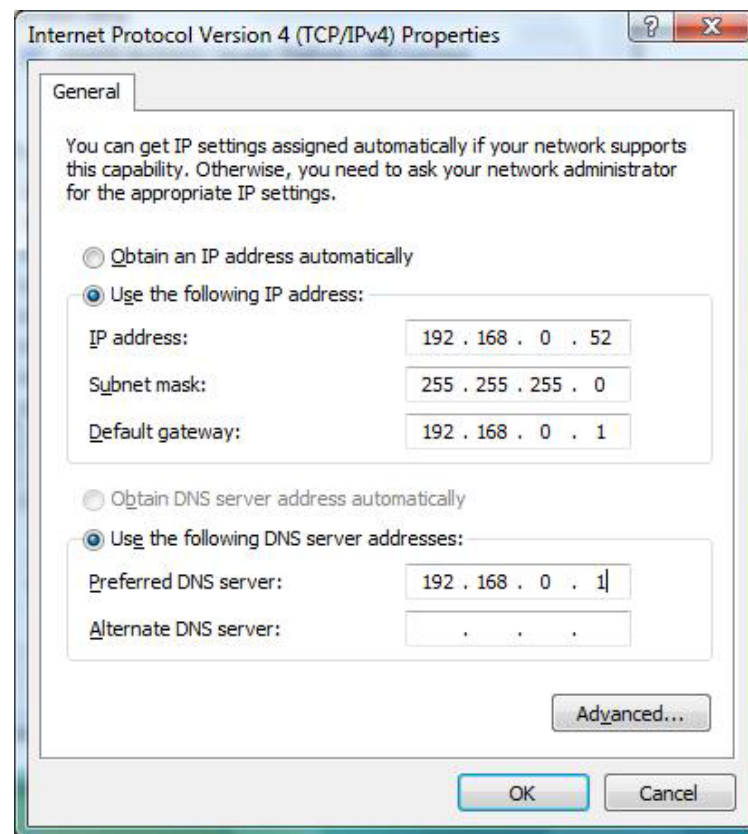 Internet Protocol Version 4 (TCP/IPv4) Properties
General
You can get IP settings assigned automatically if your network supports
this capability. Otherwise, you need to ask your network administrator
for the appropriate IP settings.
Obtain an IP address automatically
Use the following IP address:
IP address: 192 . 168 . 0 . 52
Subnet mask: 255 . 255 . 255 . 0
Default gateway: 192 . 168 . 0 . 1
Obtain DNS server address automatically
Use the following DNS server addresses:
Preferred DNS server: 192 . 168 . 0 . 1
Alternate DNS server: . . .
Advanced...
OK Cancel